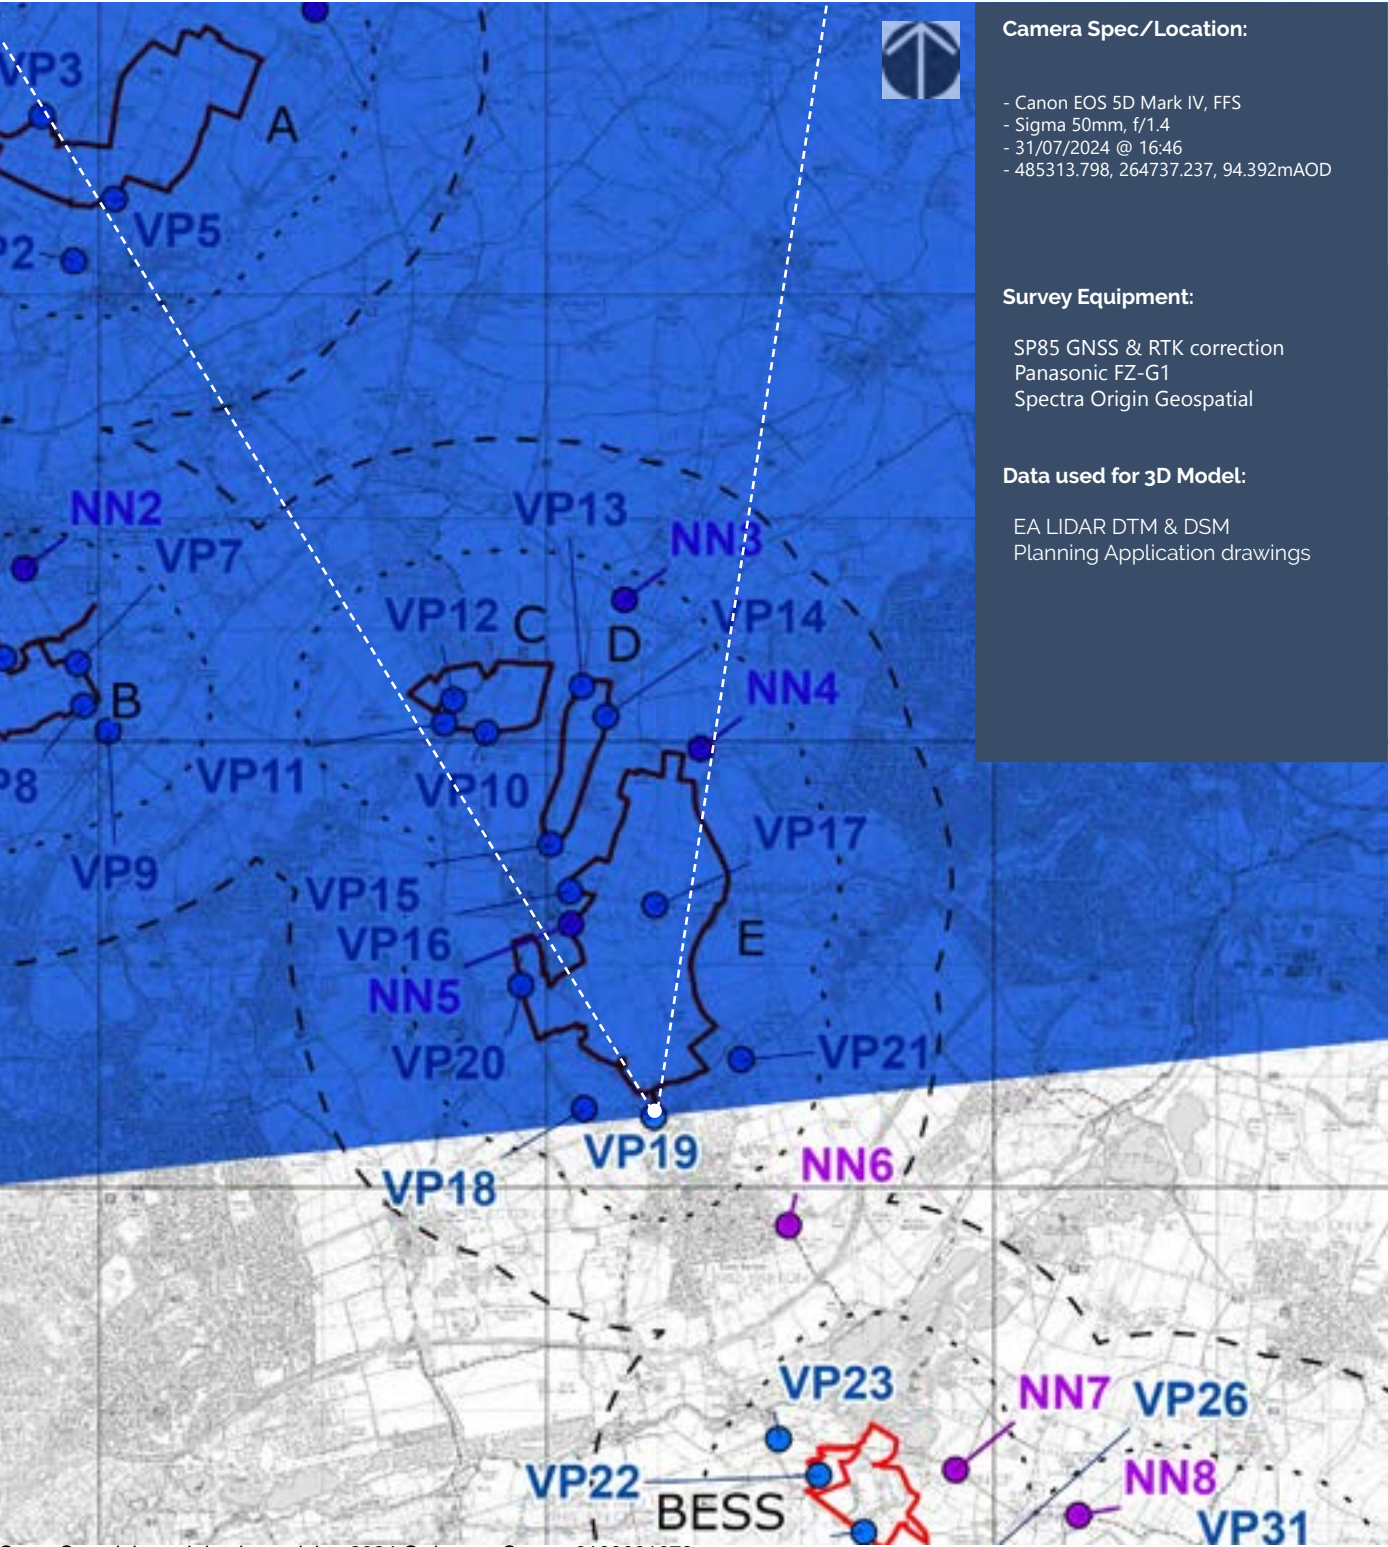 Camera Spec/Location:
- Canon EOS 5D Mark IV, FFS
- Sigma 50mm, f/1.4
- 31/07/2024 @ 16:46
- 485313.798, 264737.237, 94.392mAOD
Survey Equipment:
SP85 GNSS & RTK correction
Panasonic FZ-G1
Spectra Origin Geospatial
Data used for 3D Model:
EA LIDAR DTM & DSM
Planning Application drawings
VP3
A
VP5
P2
NN2
VP13
NN3
VP7
VP12
C
D
VP14
NN4
B
P8
VP11
VP10
VP17
VP9
VP15
VP16
E
NN5
VP20
VP21
VP19
NN6
VP18
VP23
NN7
VP26
VP22
NN8
BESS
VP31